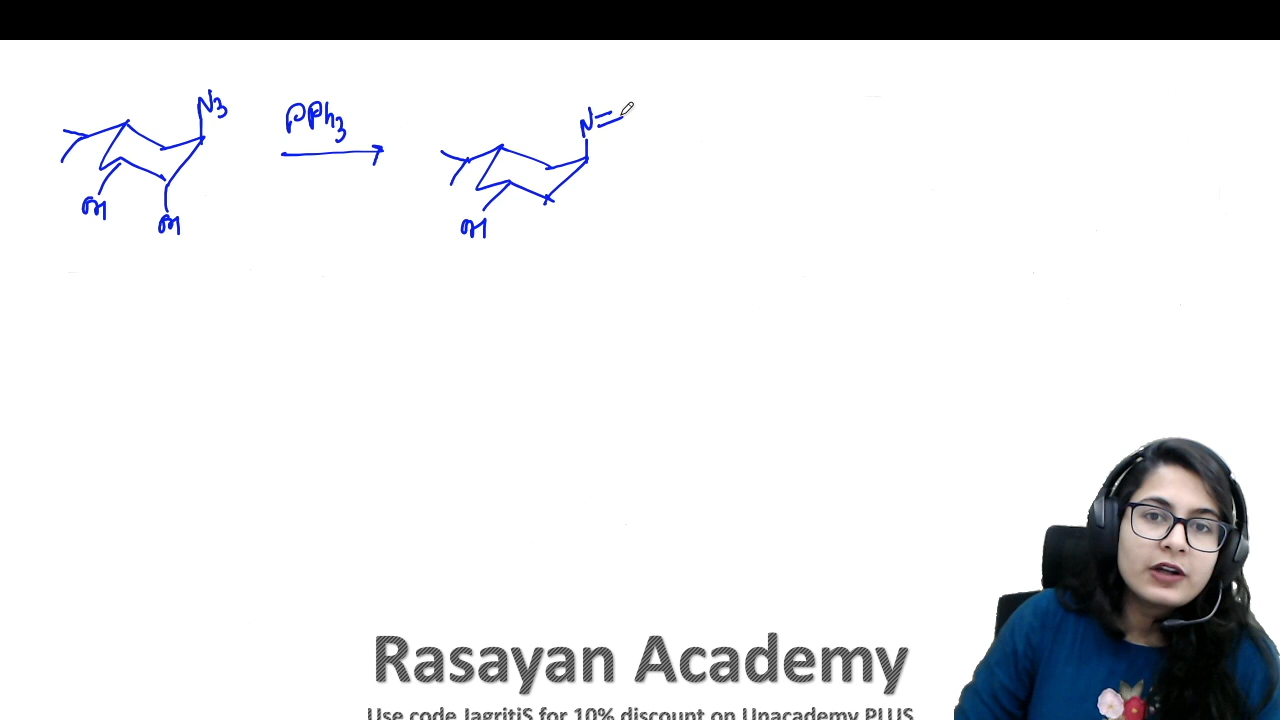 N3
PPh3
OH
OH
N=
OH
Rasayan Academy
Use code JagritiS for 10% discount on Unacademy PLUS